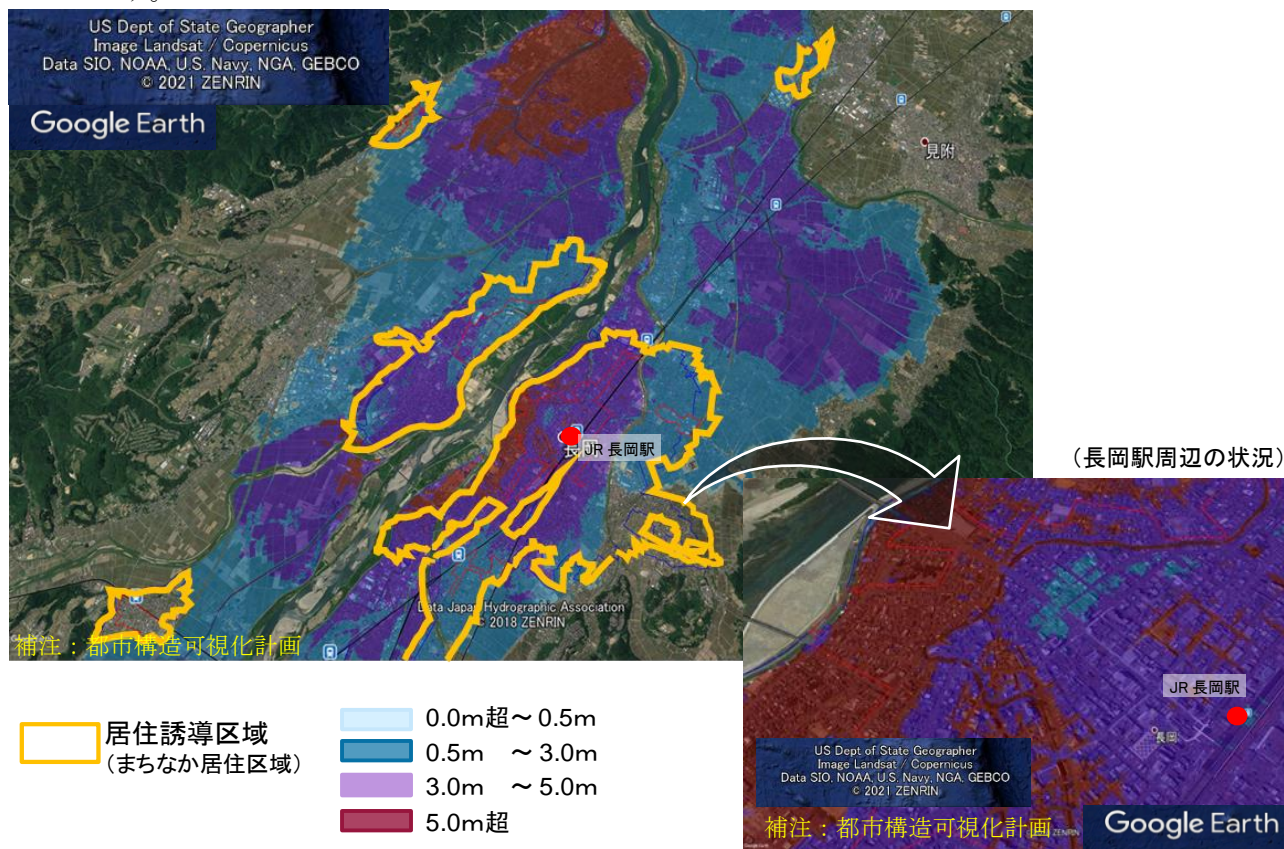 US Dept of State Geographer
Image Landsat / Copernicus
Data SIO, NOAA, U.S. Navy, NGA, GEBCO
© 2021 ZENRIN
Google Earth
見附
長岡
JR 長岡駅
Data Japan Hydrographic Association
© 2018 ZENRIN
補注：都市構造可視化計画
(長岡駅周辺の状況)
JR 長岡駅
長岡
US Dept of State Geographer
Image Landsat / Copernicus
Data SIO, NOAA, U.S. Navy, NGA, GEBCO
© 2021 ZENRIN
補注：都市構造可視化計画
ZENRIN
Google Earth
居住誘導区域
(まちなか居住区域)
0.0m超～0.5m
0.5m　～3.0m
3.0m　～5.0m
5.0m超